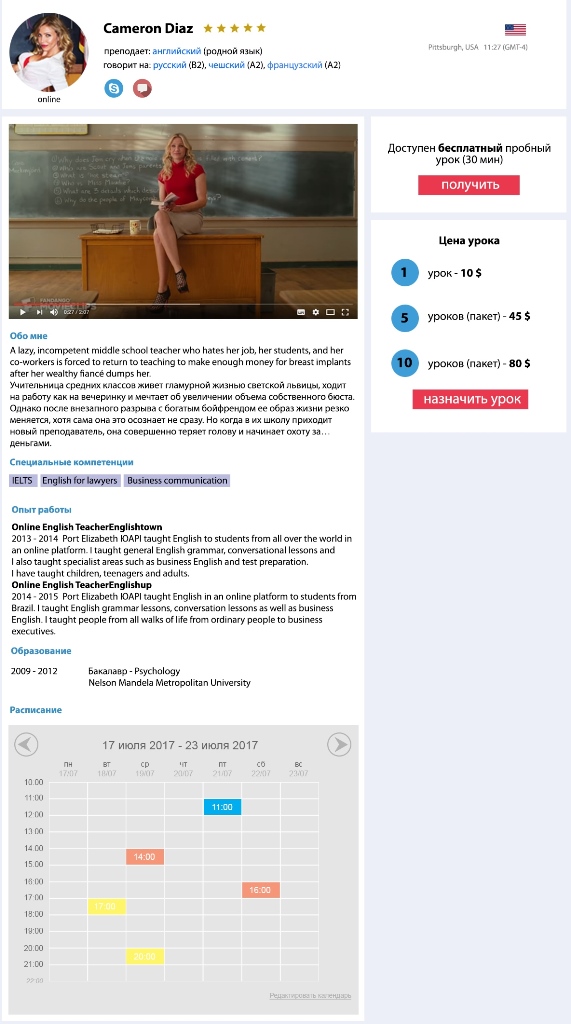 Cameron Diaz
преподает: английский (родной язык)
говорит на: русский (B2), чешский (A2), французский (A2)
online
Pittsburgh, USA 11:27 (GMT-4)
FANDANGO
MOVIECLIPS
0:27 / 2:07
Доступен бесплатный пробный
урок (30 мин)
получить
Цена урока
1 урок - 10 $
5 уроков (пакет) - 45 $
10 уроков (пакет) - 80 $
назначить урок
Обо мне
A lazy, incompetent middle school teacher who hates her job, her students, and her
co-workers is forced to return to teaching to make enough money for breast implants
after her wealthy fiancé dumps her.
Учительница средних классов живет гламурной жизнью светской львицы, ходит
на работу как на вечеринку и мечтает об увеличении объема собственного бюста.
Однако после внезапного разрыва с богатым бойфрендом ее образ жизни резко
меняется, хотя сама она это осознает не сразу. Но когда в их школу приходит
новый преподаватель, она совершенно теряет голову и начинает охоту за…
деньгами.
Специальные компетенции
IELTS English for lawyers Business communication
Опыт работы
Online English TeacherEnglishtown
2013 - 2014 Port Elizabeth ЮАРI taught English to students from all over the world in
an online platform. I taught general English grammar, conversational lessons and
I also taught specialist areas such as business English and test preparation.
I have taught children, teenagers and adults.
Online English TeacherEnglishup
2014 - 2015 Port Elizabeth ЮАРI taught English in an online platform to students from
Brazil. I taught English grammar lessons, conversation lessons as well as business
English. I taught people from all walks of life from ordinary people to business
executives.
Образование
2009 - 2012 Бакалавр - Psychology
Nelson Mandela Metropolitan University
Расписание
17 июля 2017 - 23 июля 2017
пн вт ср чт пт сб вс
17/07 18/07 19/07 20/07 21/07 22/07 23/07
10:00
11:00 11:00
12:00
13:00
14:00 14:00
15:00
16:00 16:00
17:00 17:00
18:00
19:00
20:00 20:00
21:00
22:00
Редактировать календарь